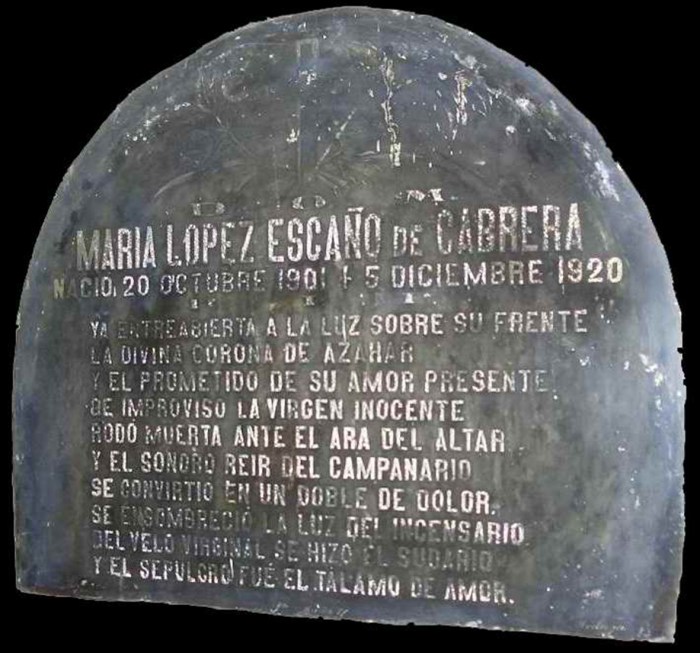 D. O. M.
MARIA LOPEZ ESCAÑO DE CABRERA
NACIO, 20 OCTUBRE 1901 † 5 DICIEMBRE 1920
YA ENTREABIERTA A LA LUZ SOBRE SU FRENTE
LA DIVINA CORONA DE AZAHAR
Y EL PROMETIDO DE SU AMOR PRESENTE
DE IMPROVISO LA VIRGEN INOCENTE
RODÓ MUERTA ANTE EL ARA DEL ALTAR
Y EL SONORO REIR DEL CAMPANARIO
SE CONVIRTIO EN UN DOBLE DE DOLOR.
SE ENSOMBRECIÓ LA LUZ DEL INCENSARIO
DEL VELO VIRGINAL SE HIZO EL SUDARIO
Y EL SEPULCRO FUÉ EL TALAMO DE AMOR.